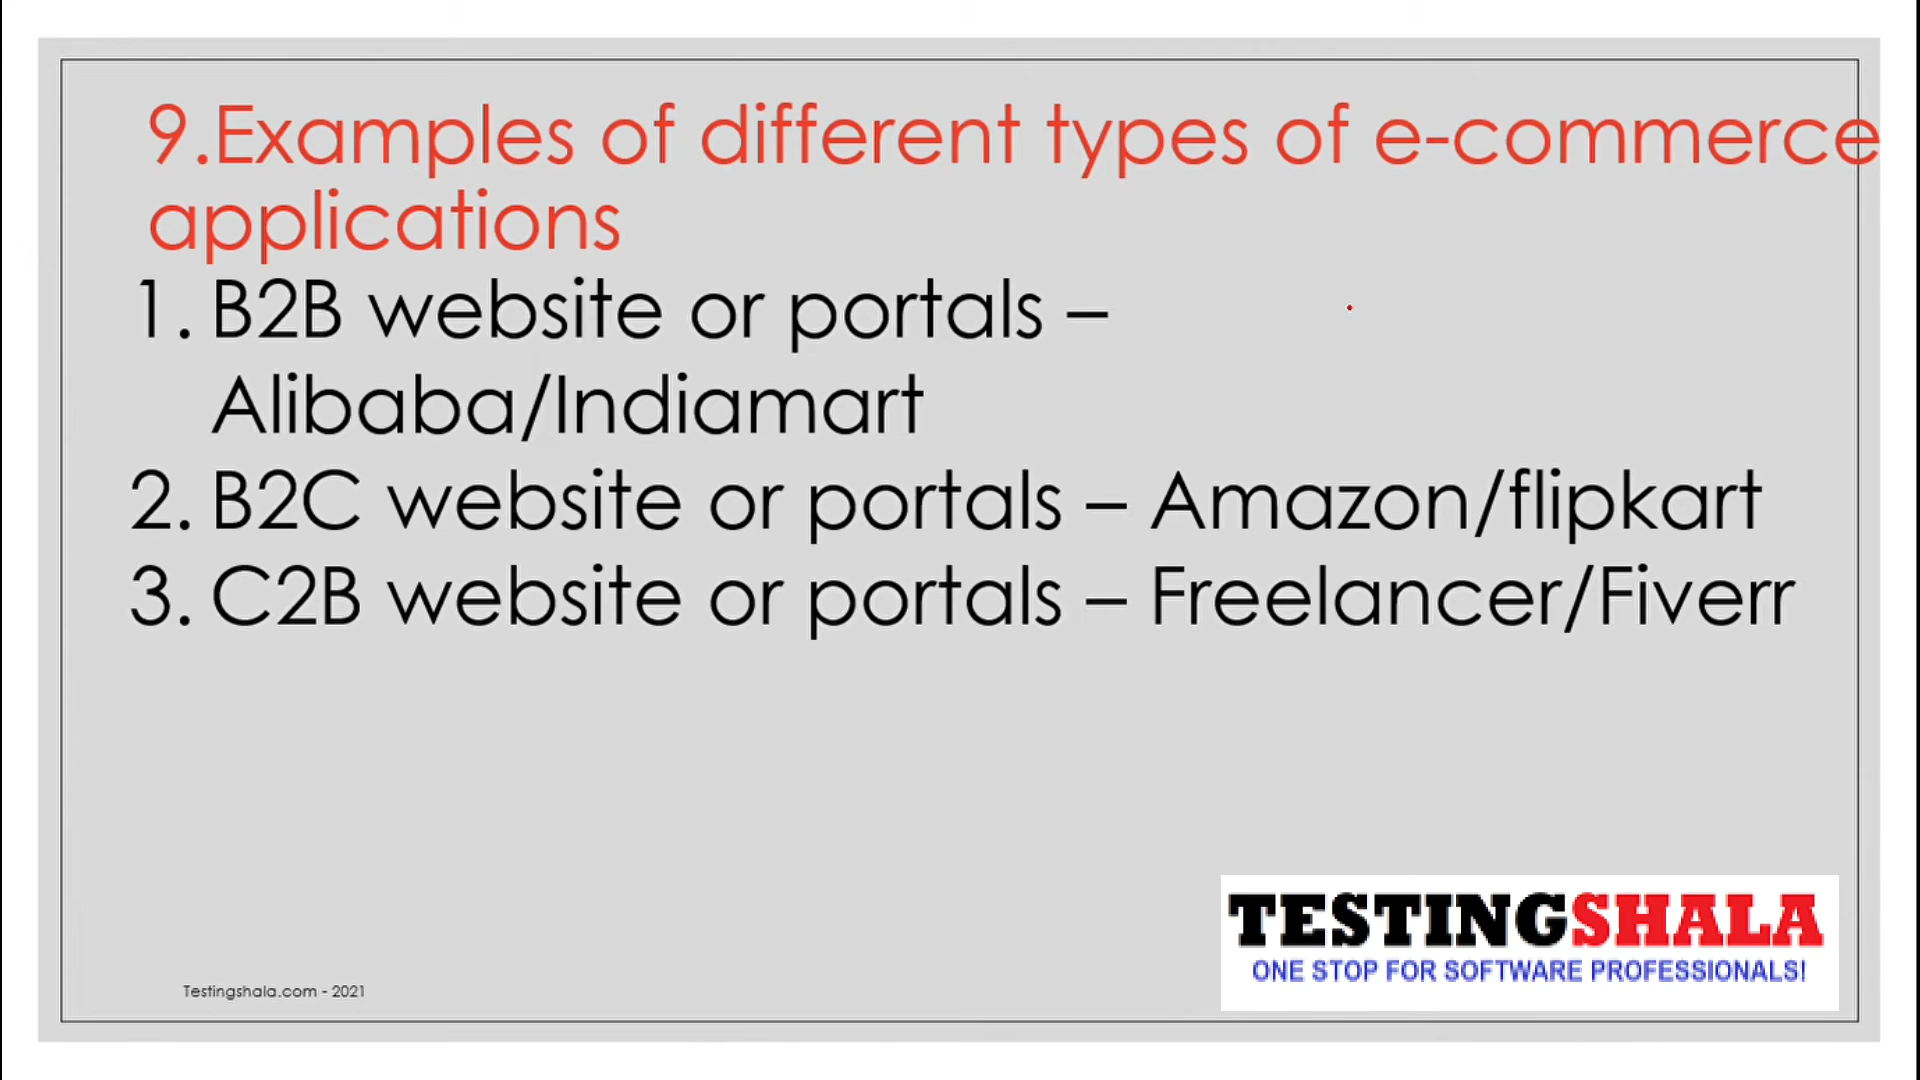 9.Examples of different types of e-commerce
applications
1. B2B website or portals –
Alibaba/Indiamart
2. B2C website or portals – Amazon/flipkart
3. C2B website or portals – Freelancer/Fiverr
TESTINGSHALA
ONE STOP FOR SOFTWARE PROFESSIONALS!
Testingshala.com - 2021